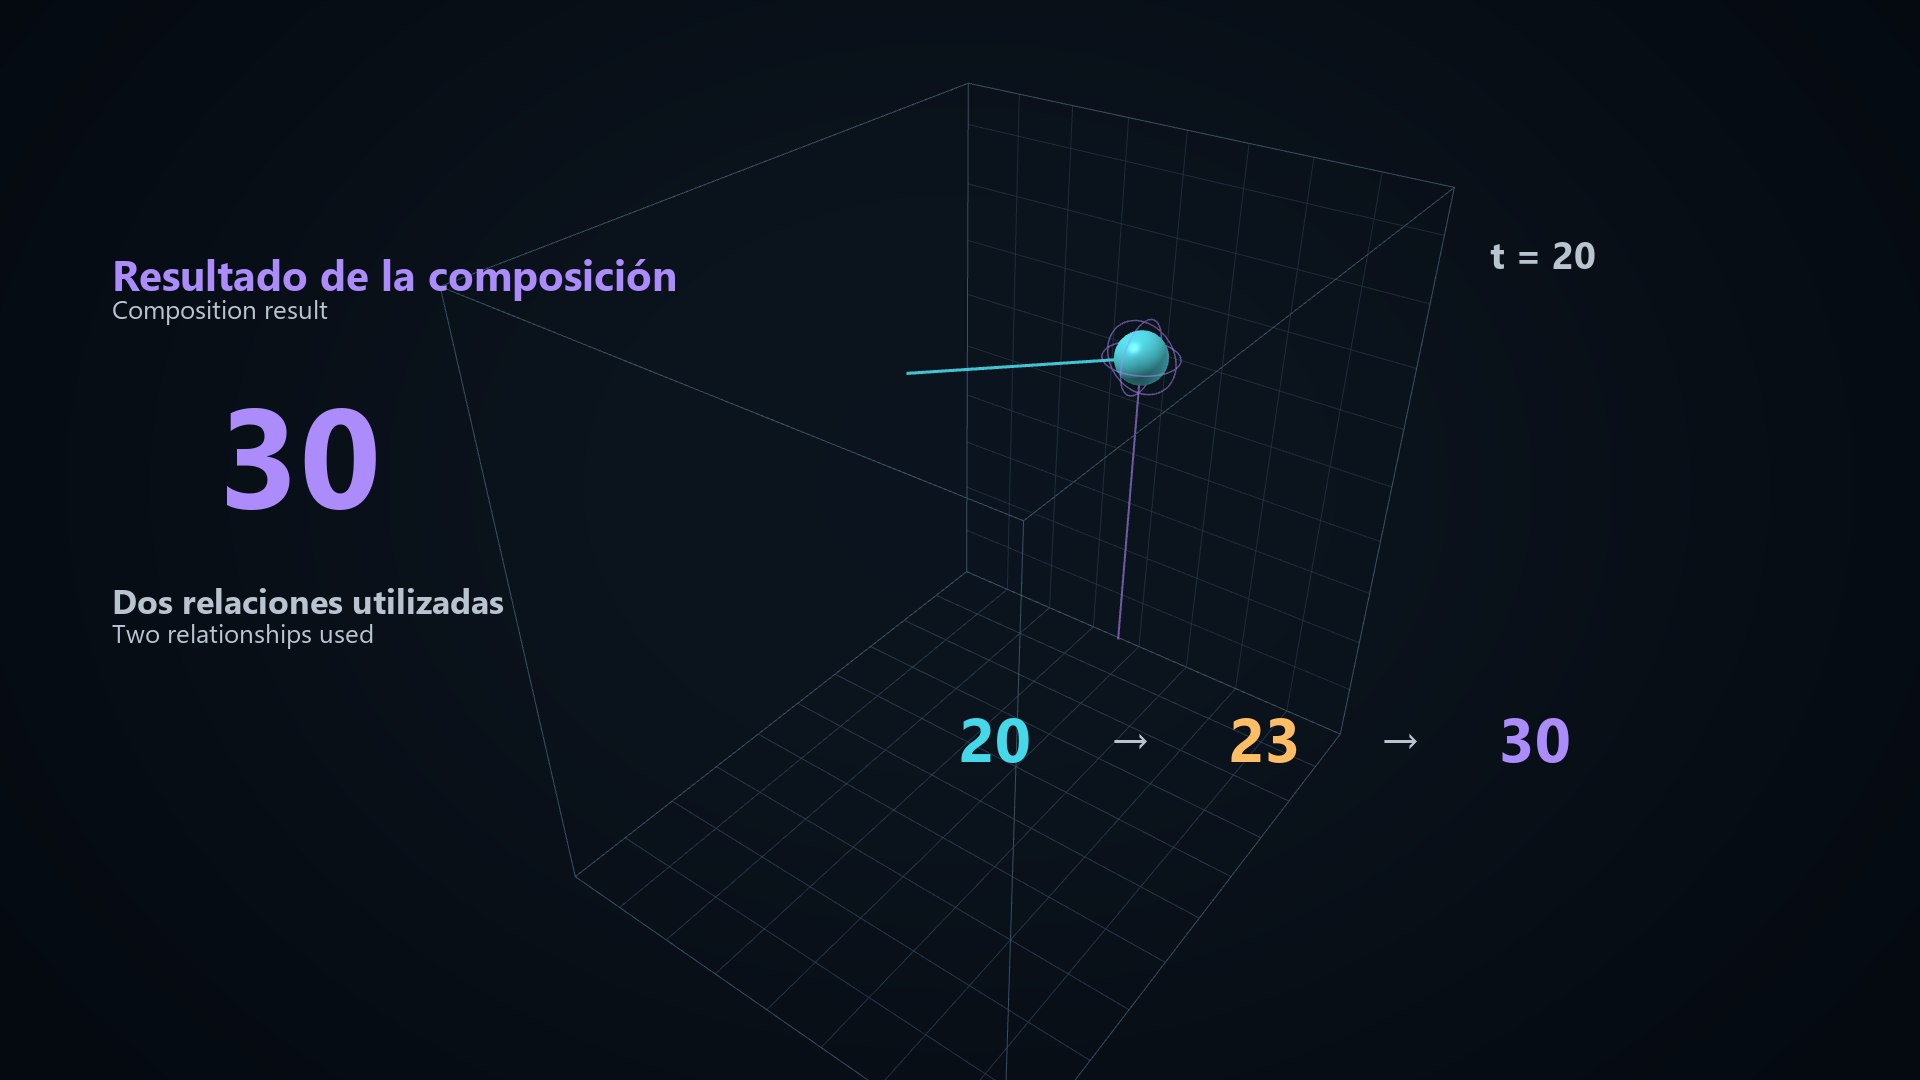 Resultado de la composición
Composition result
t = 20
30
Dos relaciones utilizadas
Two relationships used
20 → 23 → 30